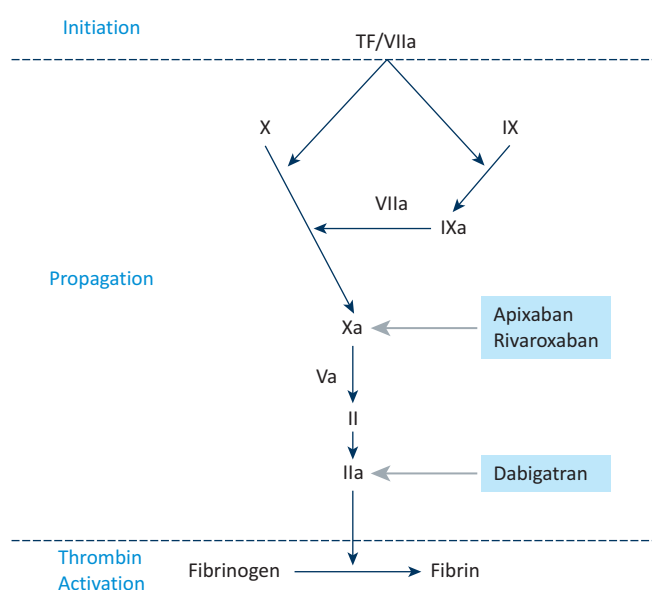 Initiation
TF/VIIa
X
IX
VIIa
IXa
Propagation
Xa
Apixaban
Rivaroxaban
Va
II
IIa
Dabigatran
Thrombin
Activation
Fibrinogen
Fibrin